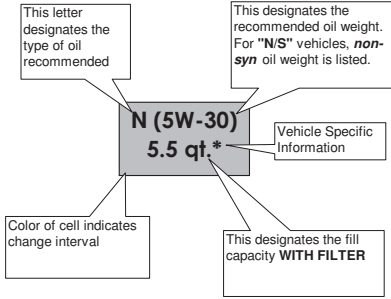 This letter
designates the
type of oil
recommended
This designates the
recommended oil weight.
For "N/S" vehicles, non-
syn oil weight is listed.
N (5W-30)
5.5 qt.*
Vehicle Specific
Information
Color of cell indicates
change interval
This designates the fill
capacity WITH FILTER